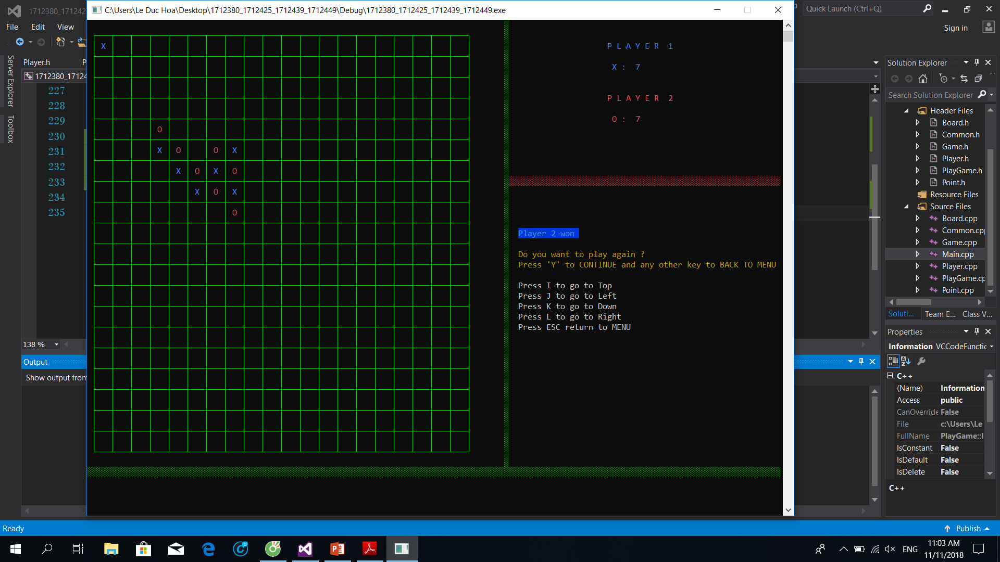 1712380_171242
C:\Users\Le Duc Hoa\Desktop\1712380_1712425_1712439_1712449\Debug\1712380_1712425_1712439_1712449.exe
Quick Launch (Ctrl+Q)
File Edit View
Sign in
Server Explorer
Toolbox
Player.h P
1712380_17124
227
228
229
230
231
232
233
234
235
138 %
Output
Show output from
X
O
X O O X
X O X O
X O X
O
PLAYER 1
X : 7
PLAYER 2
O : 7
Player 2 won
Do you want to play again ?
Press 'Y' to CONTINUE and any other key to BACK TO MENU
Press I to go to Top
Press J to go to Left
Press K to go to Down
Press L to go to Right
Press ESC return to MENU
Solution Explorer
Search Solution Explorer
Header Files
Board.h
Common.h
Game.h
Player.h
PlayGame.h
Point.h
Resource Files
Source Files
Board.cpp
Common.cpp
Game.cpp
Main.cpp
Player.cpp
PlayGame.cp
Point.cpp
Soluti... Team E... Class V...
Properties
Information VCCodeFunctic
C++
(Name) Information
Access public
CanOverride False
File c:\Users\Le
FullName PlayGame::I
IsConstant False
IsDefault False
IsDelete False
C++
Ready
Publish
ENG
11:03 AM
11/11/2018